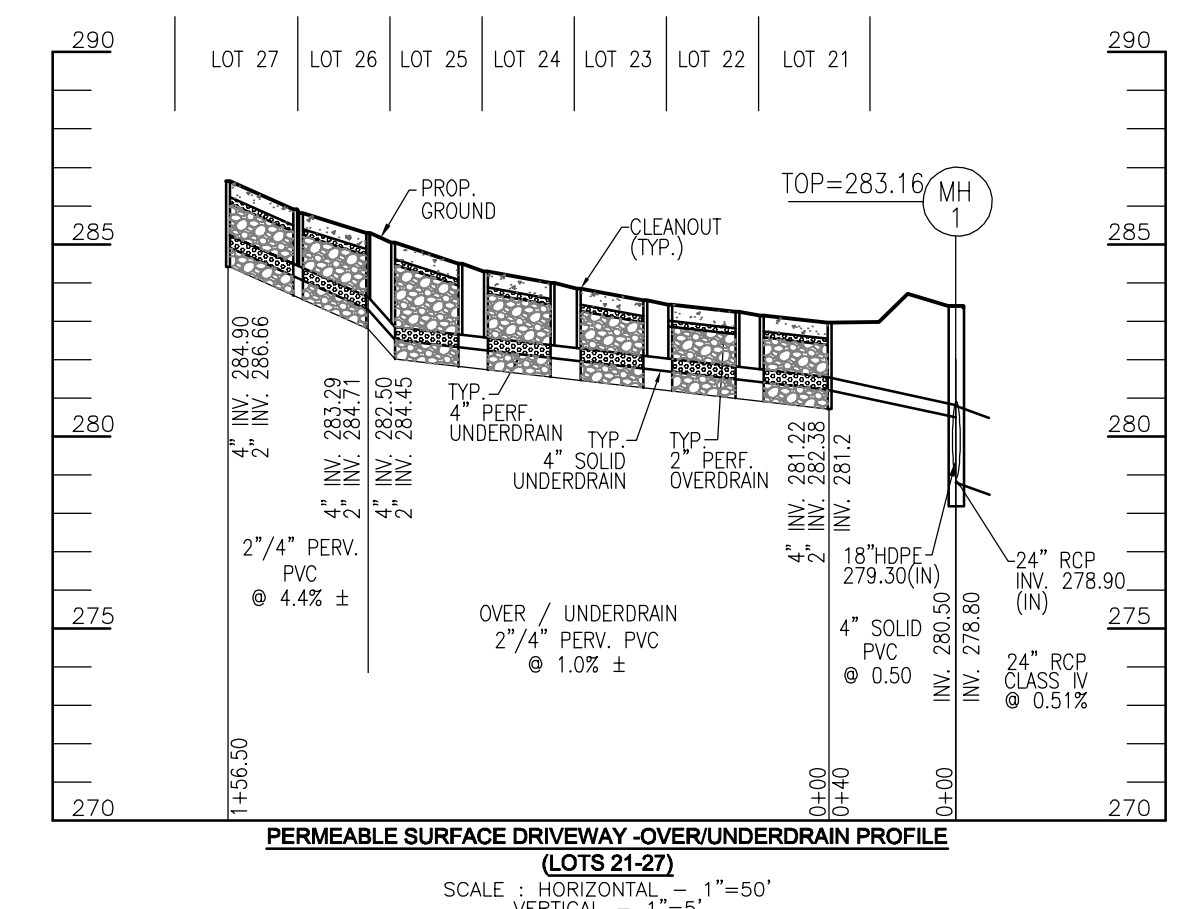 290
LOT 27
LOT 26
LOT 25
LOT 24
LOT 23
LOT 22
LOT 21
290
TOP=283.16
MH
1
PROP.
GROUND
CLEANOUT
(TYP.)
285
285
4" INV. 284.90
2" INV. 286.66
4" INV. 283.29
2" INV. 284.71
4" INV. 282.50
2" INV. 284.45
TYP.
4" PERF.
UNDERDRAIN
TYP.
4" SOLID
UNDERDRAIN
TYP.
2" PERF.
OVERDRAIN
4" INV. 281.22
2" INV. 282.38
INV. 281.2
280
280
2"/4" PERV.
PVC
@ 4.4% ±
OVER / UNDERDRAIN
2"/4" PERV. PVC
@ 1.0% ±
18"HDPE
279.30(IN)
24" RCP
INV. 278.90
(IN)
4" SOLID
PVC
@ 0.50
INV. 280.50
INV. 278.80
24" RCP
CLASS IV
@ 0.51%
275
275
1+56.50
0+00
0+40
0+00
270
270
PERMEABLE SURFACE DRIVEWAY -OVER/UNDERDRAIN PROFILE
(LOTS 21-27)
SCALE : HORIZONTAL - 1"=50'
VERTICAL - 1"=5'